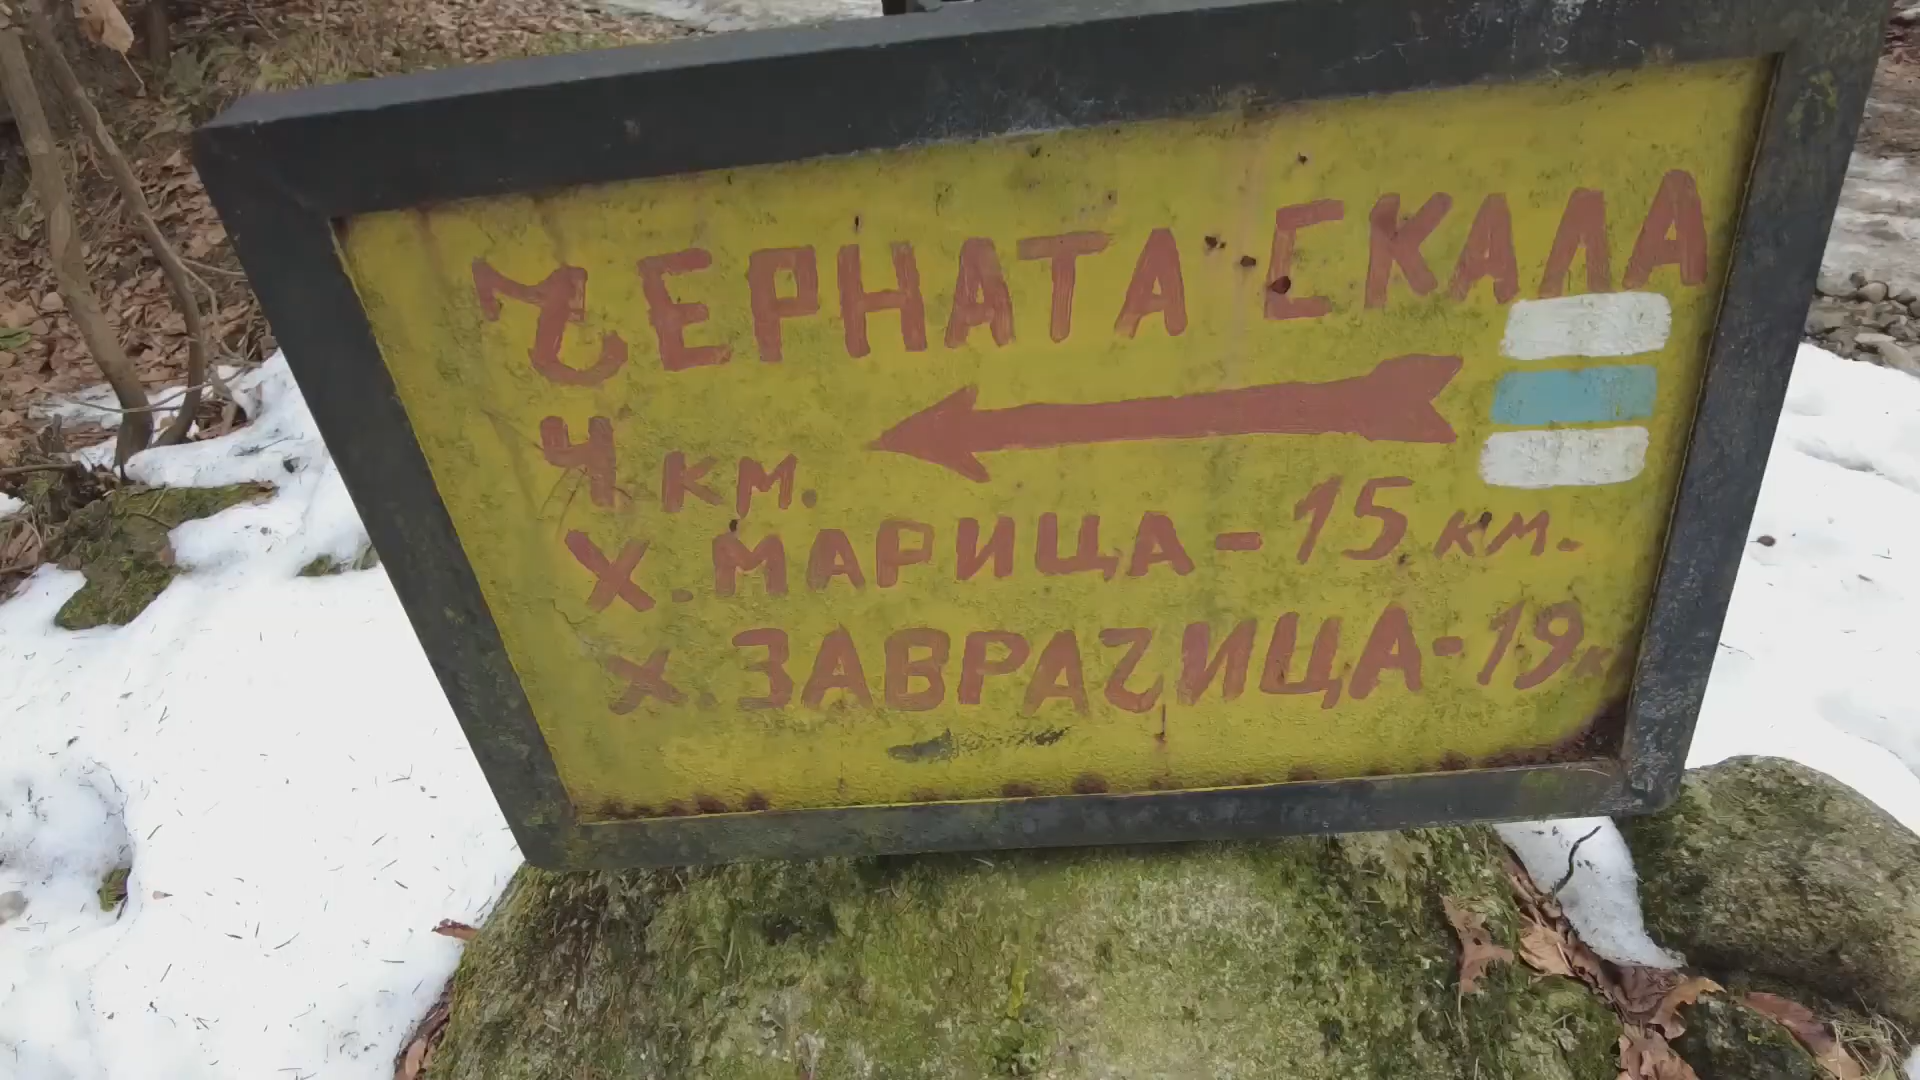 ЧЕРНАТА СКАЛА
4 км.
Х. МАРИЦА - 15 км.
Х. ЗАВРАЧИЦА - 19 к